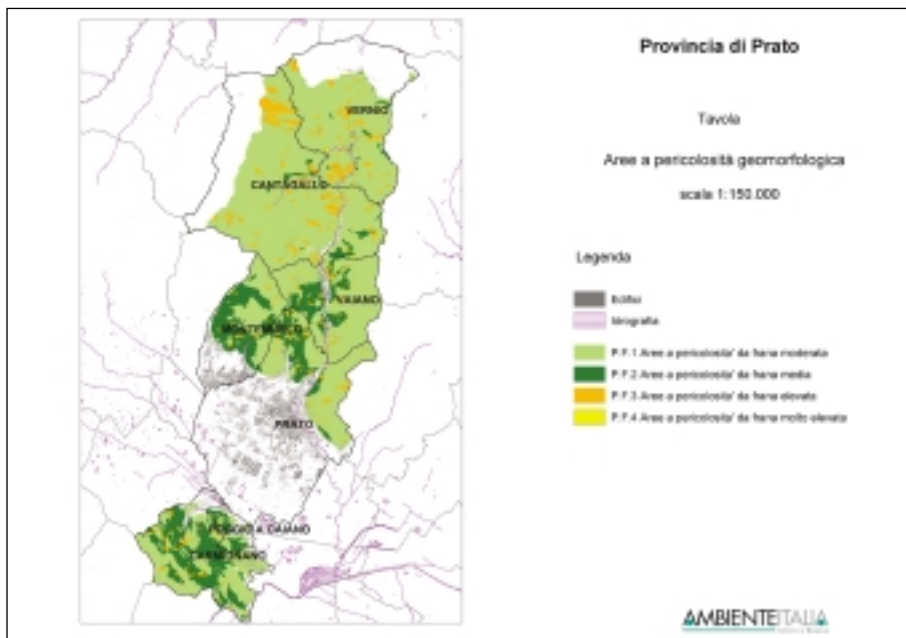 Provincia di Prato
Tavola
Aree a pericolosità geomorfologica
scala 1:150.000
Legenda
Edifici
Idrografia
P.F.1 Aree a pericolosita' da frana moderata
P.F.2 Aree a pericolosita' da frana media
P.F.3 Aree a pericolosita' da frana elevata
P.F.4 Aree a pericolosita' da frana molto elevata
VERNIO
CANTAGALLO
VAIANO
MONTEMURLO
PRATO
POGGIO A CAIANO
CARMIGNANO
AMBIENTEITALIA